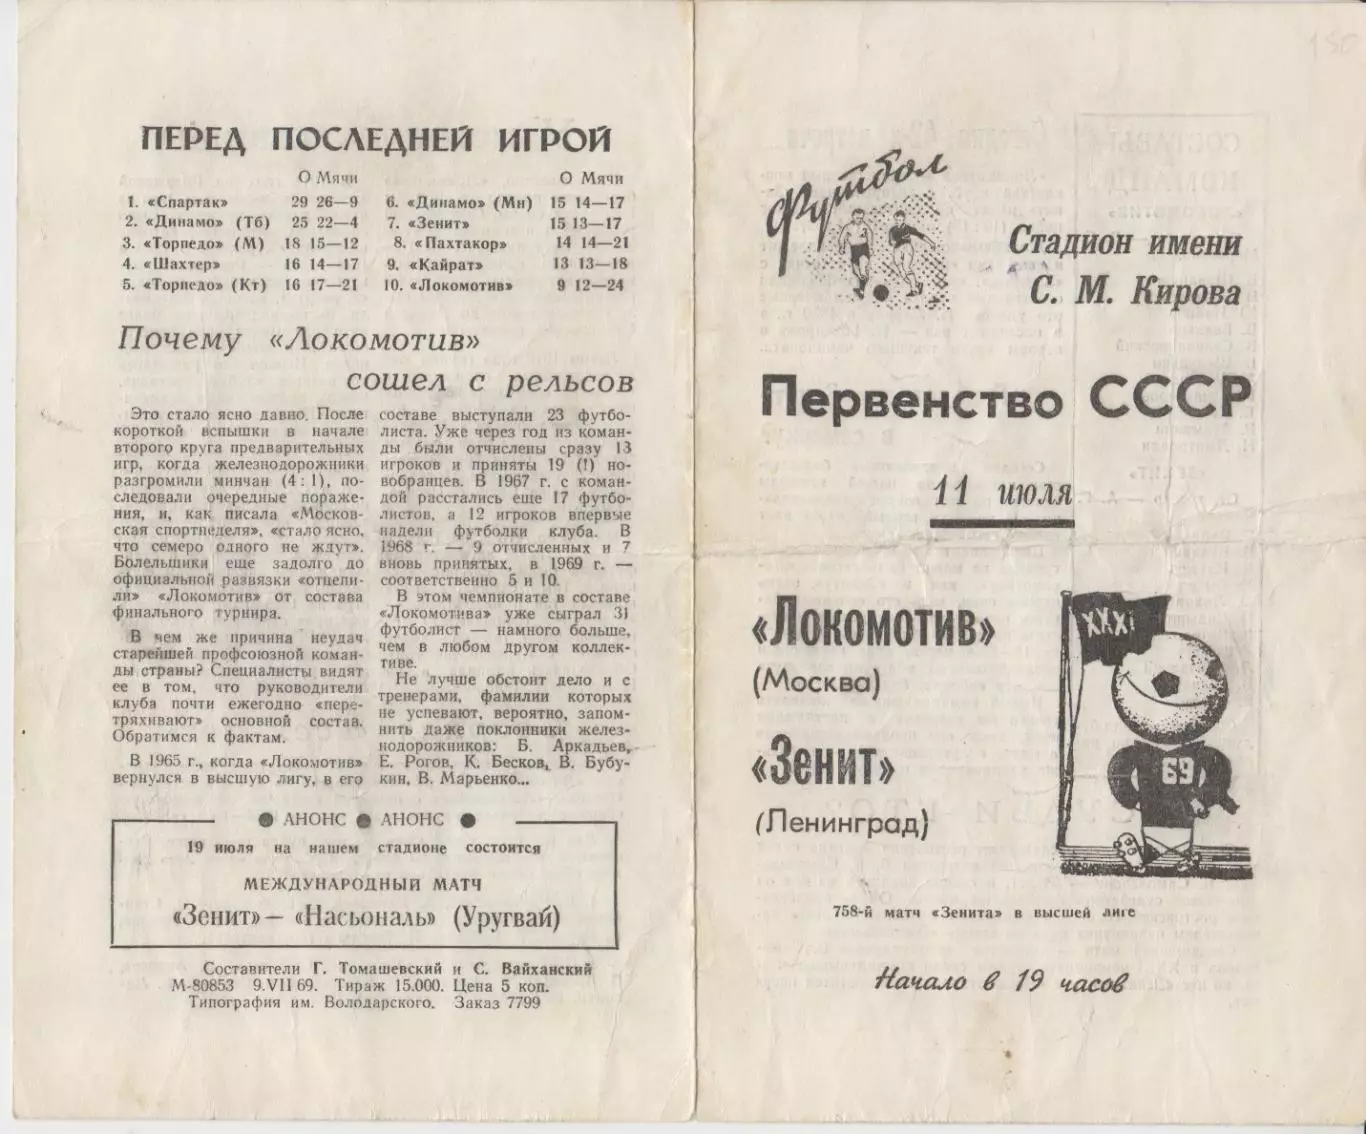 ПЕРЕД ПОСЛЕДНЕЙ ИГРОЙ
О Мячи
1. «Спартак» 29 26—9
2. «Динамо» (Тб) 25 22—4
3. «Торпедо» (М) 18 15—12
4. «Шахтер» 16 14—17
5. «Торпедо» (Кт) 16 17—21
О Мячи
6. «Динамо» (Мн) 15 14—17
7. «Зенит» 15 13—17
8. «Пахтакор» 14 14—21
9. «Кайрат» 13 13—18
10. «Локомотив» 9 12—24
Почему «Локомотив»
сошел с рельсов
Это стало ясно давно. После
короткой вспышки в начале
второго круга предварительных
игр, когда железнодорожники
разгромили минчан (4 : 1), по-
следовали очередные пораже-
ния, и, как писала «Москов-
ская спортнеделя», «стало ясно,
что семеро одного не ждут».
Болельщики еще задолго до
официальной развязки «отцепи-
ли» «Локомотив» от состава
финального турнира.
В чем же причина неудач
старейшей профсоюзной коман-
ды страны? Специалисты видят
ее в том, что руководители
клуба почти ежегодно «пере-
тряхивают» основной состав.
Обратимся к фактам.
В 1965 г., когда «Локомотив»
вернулся в высшую лигу, в его
составе выступали 23 футбо-
листа. Уже через год из коман-
ды были отчислены сразу 13
игроков и приняты 19 (!) но-
вобранцев. В 1967 г. с коман-
дой расстались еще 17 футбо-
листов, а 12 игроков впервые
надели футболки клуба. В
1968 г. — 9 отчисленных и 7
вновь принятых, в 1969 г. —
соответственно 5 и 10.
В этом чемпионате в составе
«Локомотива» уже сыграл 31
футболист — намного больше,
чем в любом другом коллек-
тиве.
Не лучше обстоит дело и с
тренерами, фамилии которых
не успевают, вероятно, запом-
нить даже поклонники желез-
нодорожников: Б. Аркадьев,
Е. Рогов, К. Бесков, В. Бубу-
кин, В. Марьенко...
АНОНС АНОНС
19 июля на нашем стадионе состоится
МЕЖДУНАРОДНЫЙ МАТЧ
«Зенит» — «Насьональ» (Уругвай)
Составители Г. Томашевский и С. Вайханский
М-80853 9.VII 69. Тираж 15.000. Цена 5 коп.
Типография им. Володарского. Заказ 7799
Футбол
Стадион имени
С. М. Кирова
Первенство СССР
11 июля
«Локомотив»
(Москва)
«Зенит»
(Ленинград)
XXXI
69
758-й матч «Зенита» в высшей лиге
Начало в 19 часов